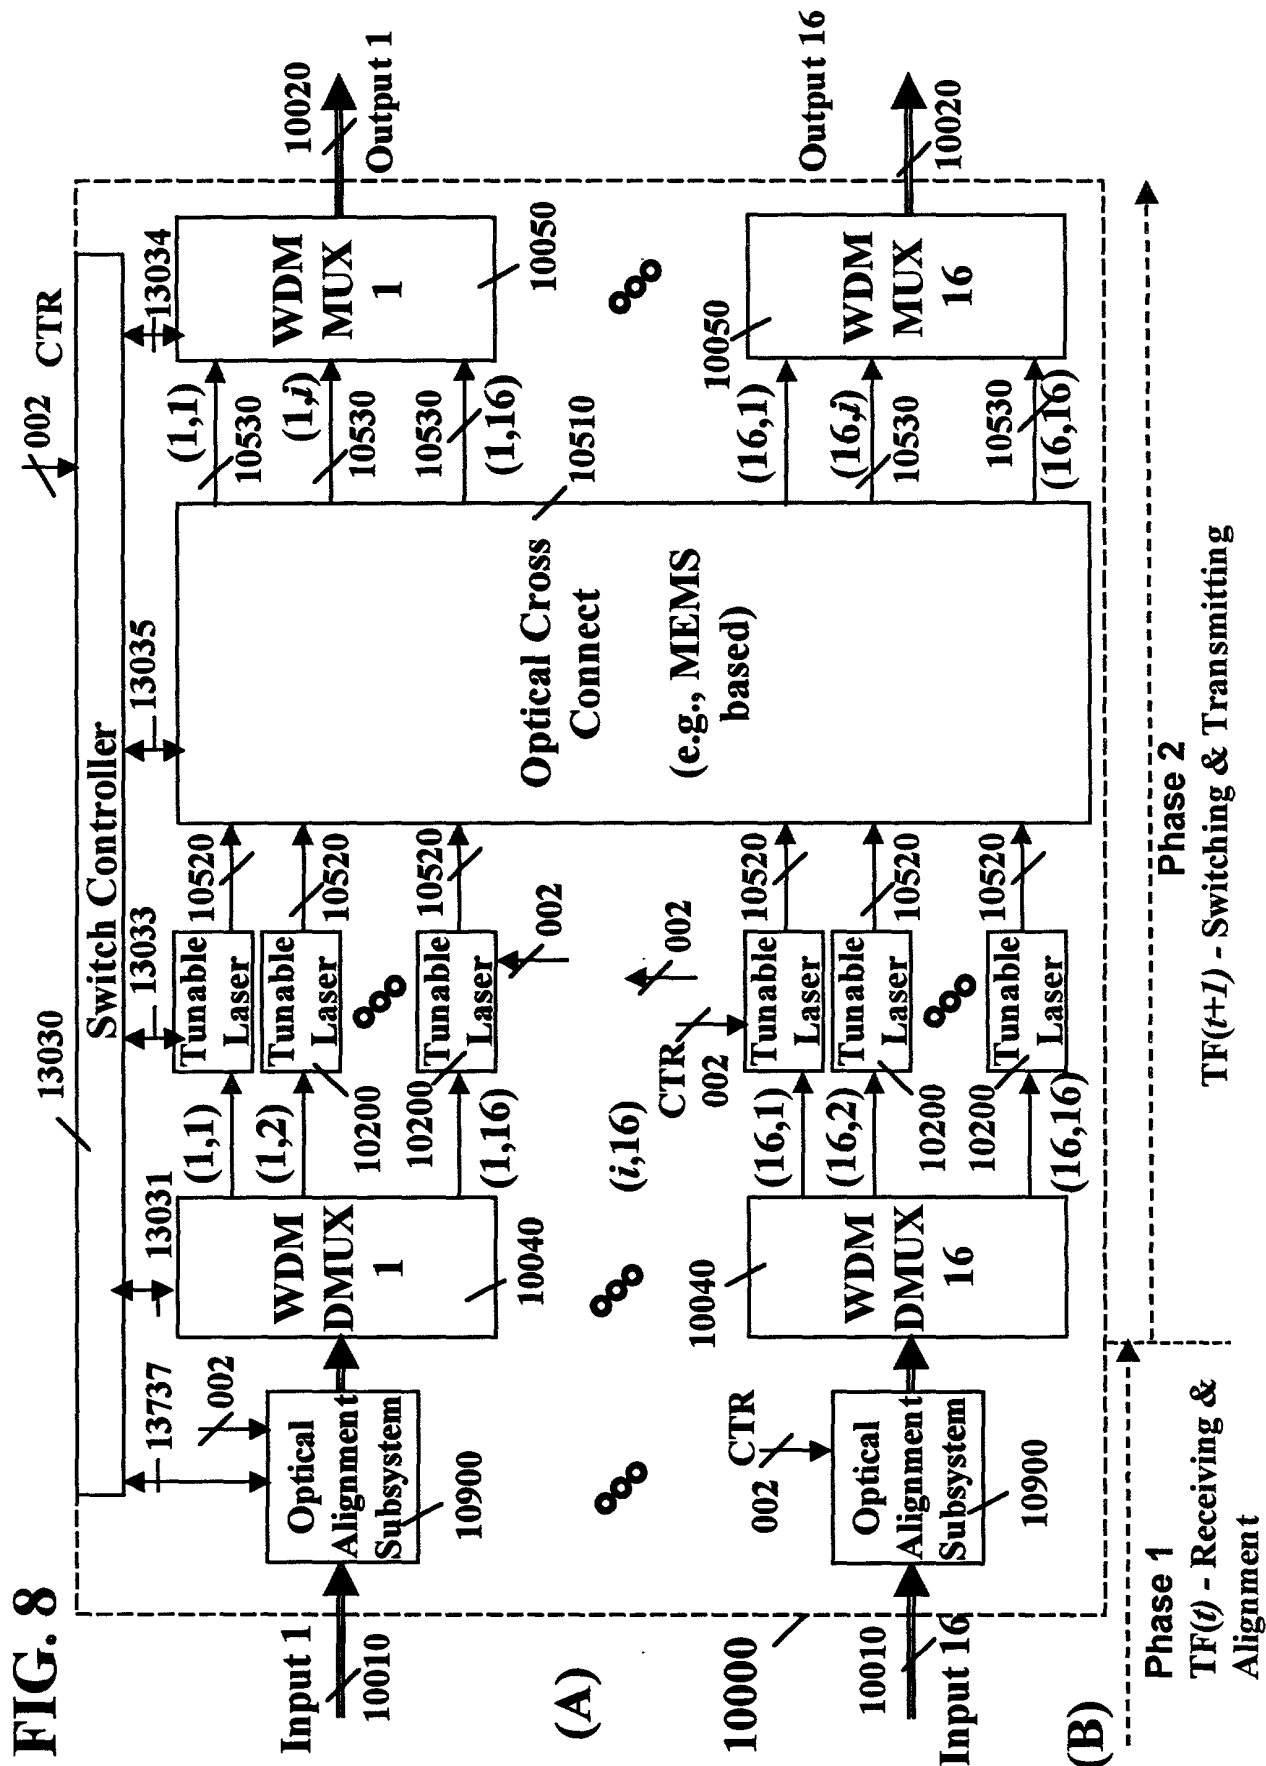 FIG. 8
(A)
10000
Input 1
10010
Input 16
10010
13030
Switch Controller
002 CTR
13737
13031
13033
13035
13034
002
Optical
Alignment
Subsystem
10900
CTR
002
Optical
Alignment
Subsystem
10900
WDM
DMUX
1
10040
10040
WDM
DMUX
16
(1,1)
(1,2)
(1,16)
(i,16)
(16,1)
(16,2)
(16,16)
Tunable
Laser
Tunable
Laser
Tunable
Laser
10200
10200
002
002
CTR
002
Tunable
Laser
Tunable
Laser
Tunable
Laser
10200
10200
10520
10520
10520
10520
10520
10520
Optical Cross
Connect
(e.g., MEMS
based)
10510
(1,1)
10530
(1,i)
10530
10530
(1,16)
(16,1)
(16,i)
10530
10530
(16,16)
WDM
MUX
1
10050
10050
WDM
MUX
16
10020
Output 1
Output 16
10020
(B)
Phase 1
TF(t) - Receiving &
Alignment
Phase 2
TF(t+1) - Switching & Transmitting